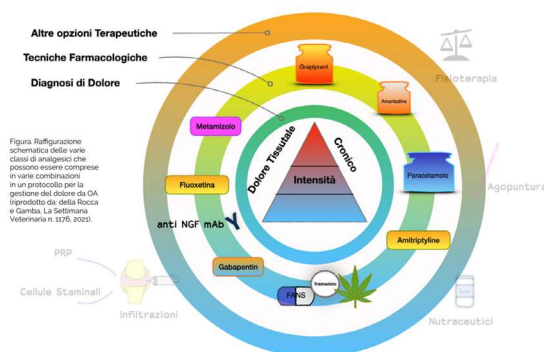 Altre opzioni Terapeutiche
Tecniche Farmacologiche
Diagnosi di Dolore
Figura. Raffigurazione
schematica delle varie
classi di analgesici che
possono essere comprese
in varie combinazioni
in un protocollo per la
gestione del dolore da OA
(riprodotto da: della Rocca
e Gamba. La Settimana
Veterinaria n. 1176, 2021).
Grapiprant
Amantadine
Fisioterapia
Metamizolo
Dolore Tissutale
Cronico
Intensità
Paracetamolo
Fluoxetina
Agopuntura
anti NGF mAb
Amitriptyline
PRP
Gabapentin
Tramadolo
FANS
Cellule Staminali
Infiltrazioni
Nutraceutici